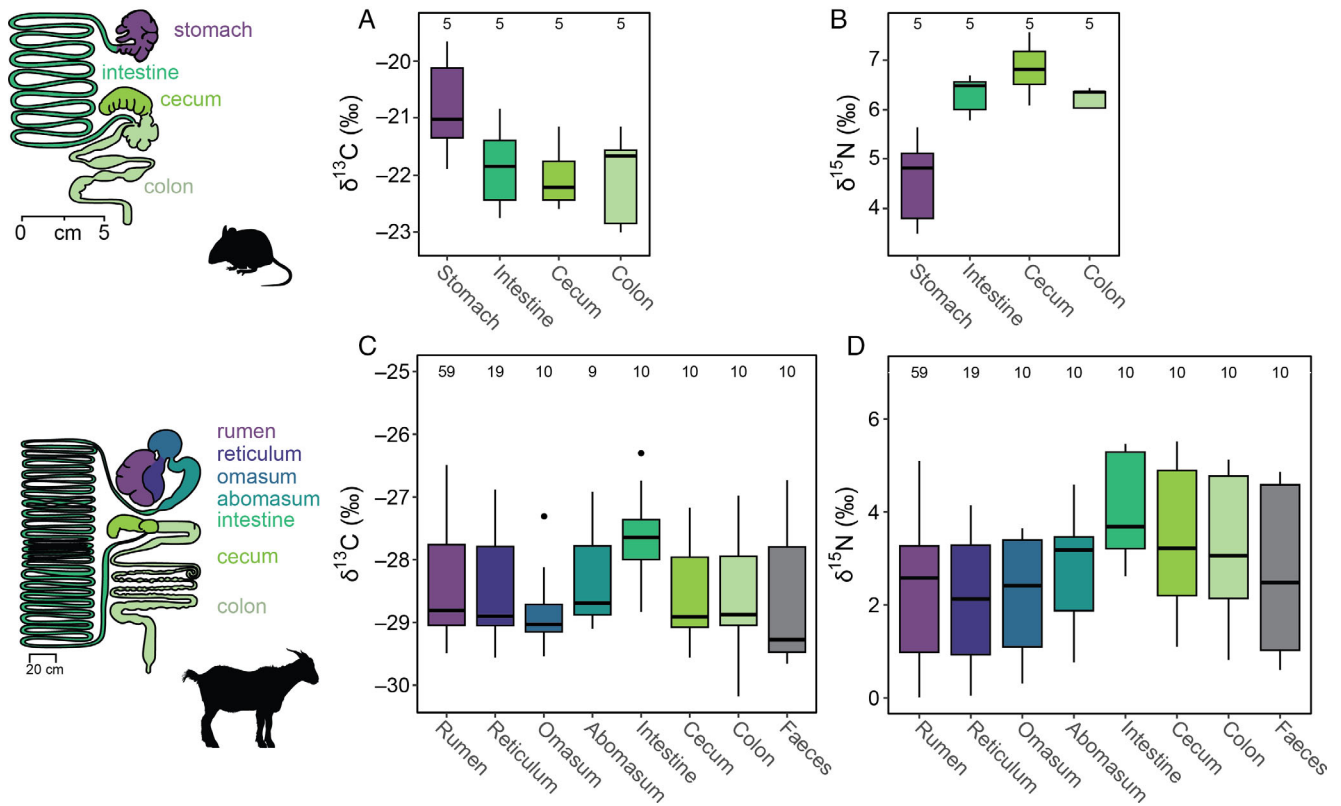 stomach
intestine
cecum
colon
0 cm 5
A
5 5 5 5
δ13C (‰)
–20
–21
–22
–23
Stomach
Intestine
Cecum
Colon
B
5 5 5 5
δ15N (‰)
7
6
5
4
Stomach
Intestine
Cecum
Colon
rumen
reticulum
omasum
abomasum
intestine
cecum
colon
20 cm
C
59 19 10 9 10 10 10 10
δ13C (‰)
–25
–26
–27
–28
–29
–30
Rumen
Reticulum
Omasum
Abomasum
Intestine
Cecum
Colon
Faeces
D
59 19 10 10 10 10 10 10
δ15N (‰)
6
4
2
0
Rumen
Reticulum
Omasum
Abomasum
Intestine
Cecum
Colon
Faeces